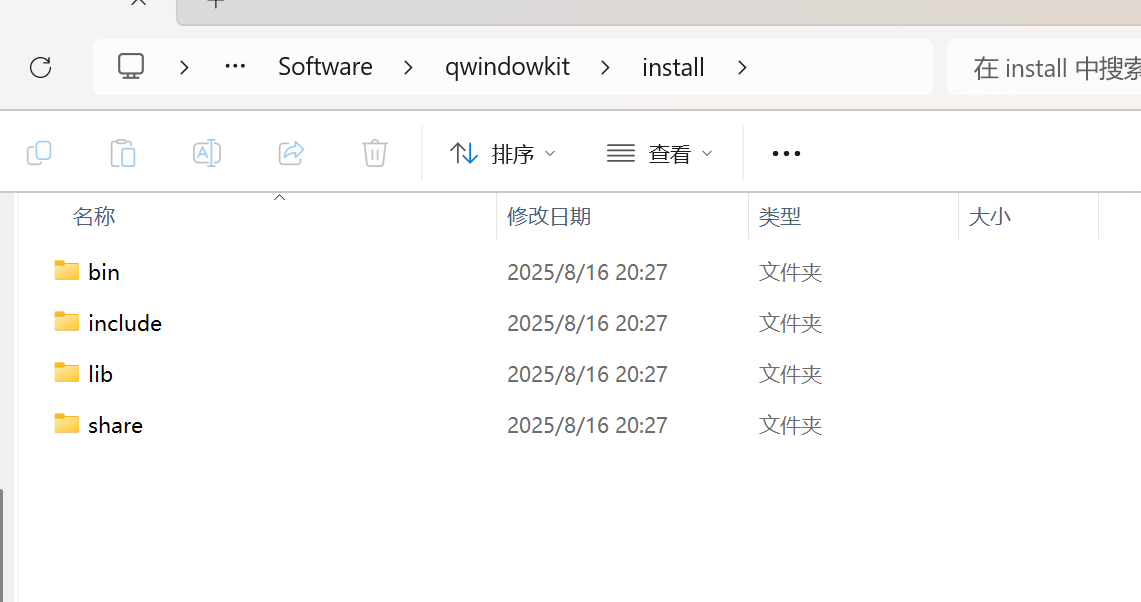 Software qwindowkit install 在 install 中搜索
排序 查看
名称 修改日期 类型 大小
bin 2025/8/16 20:27 文件夹
include 2025/8/16 20:27 文件夹
lib 2025/8/16 20:27 文件夹
share 2025/8/16 20:27 文件夹